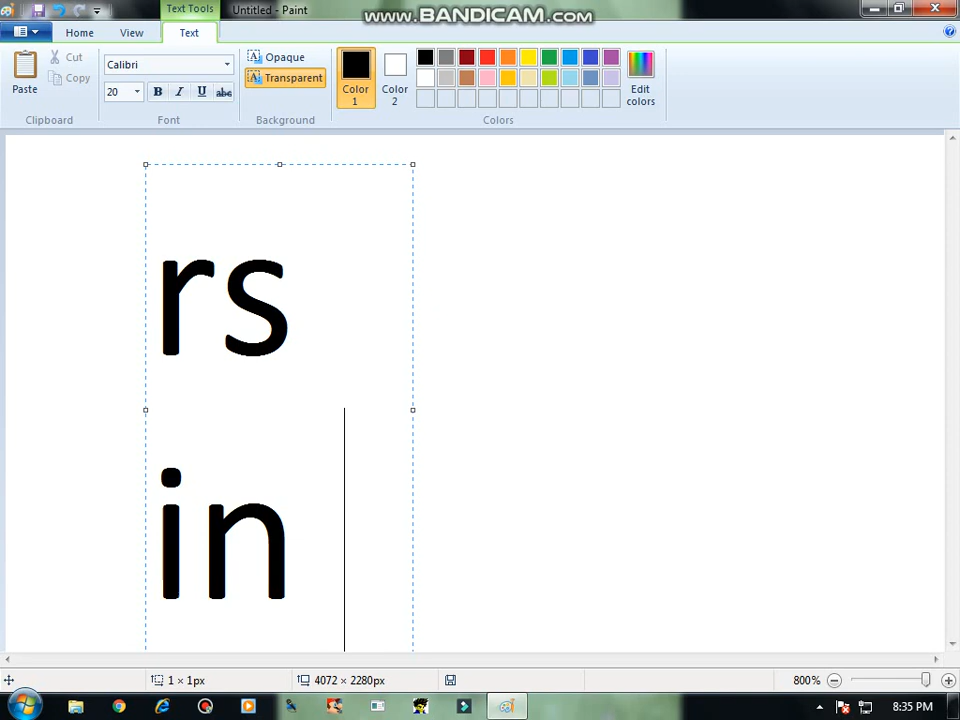 Text Tools
Untitled - Paint
www.BANDICAM.com
Home
View
Text
Paste
Cut
Copy
Clipboard
Calibri
20
B
I
U
abc
Font
Opaque
Transparent
Background
Color
1
Color
2
Edit
colors
Colors
rs
in
1 × 1px
4072 × 2280px
800%
8:35 PM